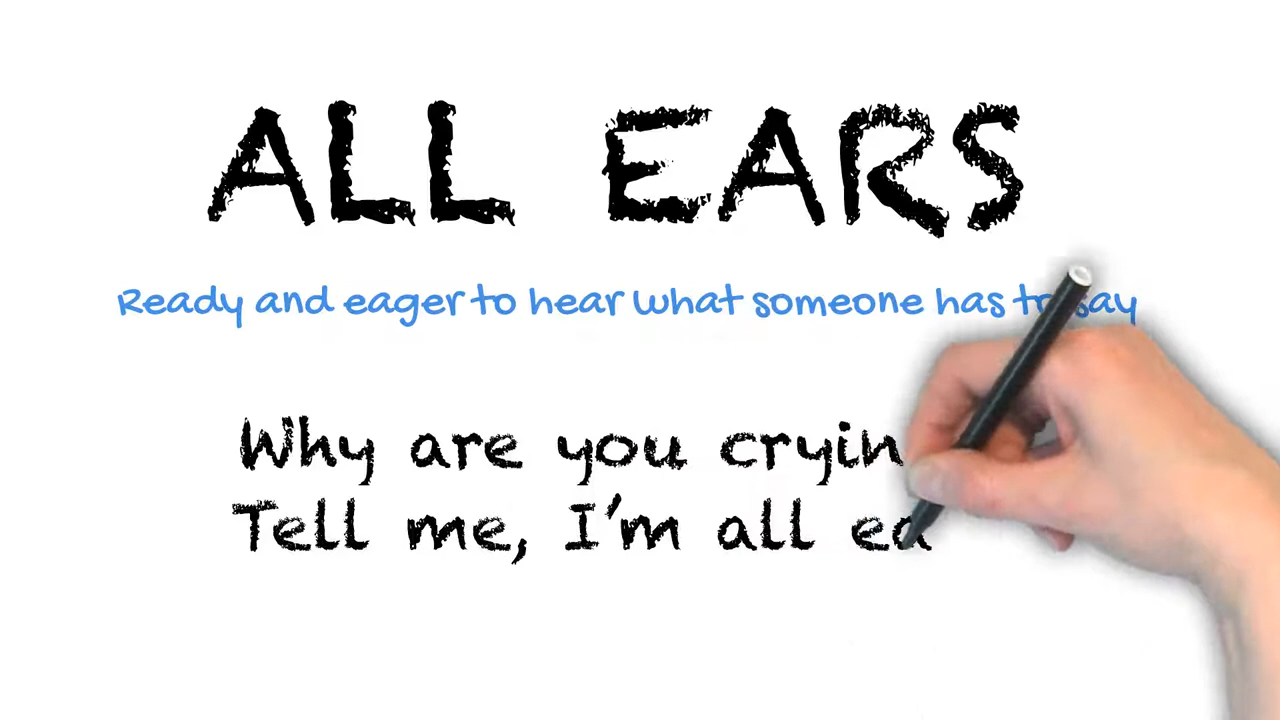 ALL EARS
Ready and eager to hear what someone has to say
Why are you cryin
Tell me, I'm all ea